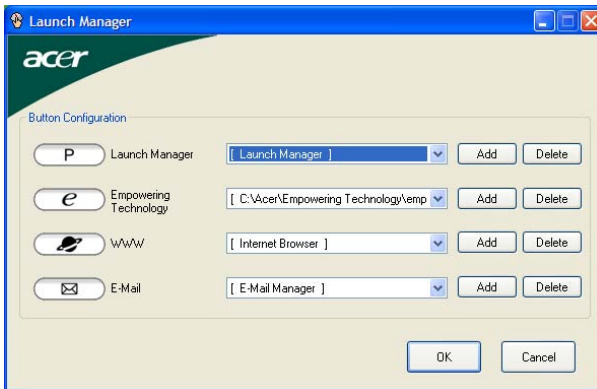 Launch Manager
acer
Button Configuration
P Launch Manager [ Launch Manager ] Add Delete
e Empowering Technology [ C:\Acer\Empowering Technology\emp Add Delete
WWW [ Internet Browser ] Add Delete
E-Mail [ E-Mail Manager ] Add Delete
OK Cancel